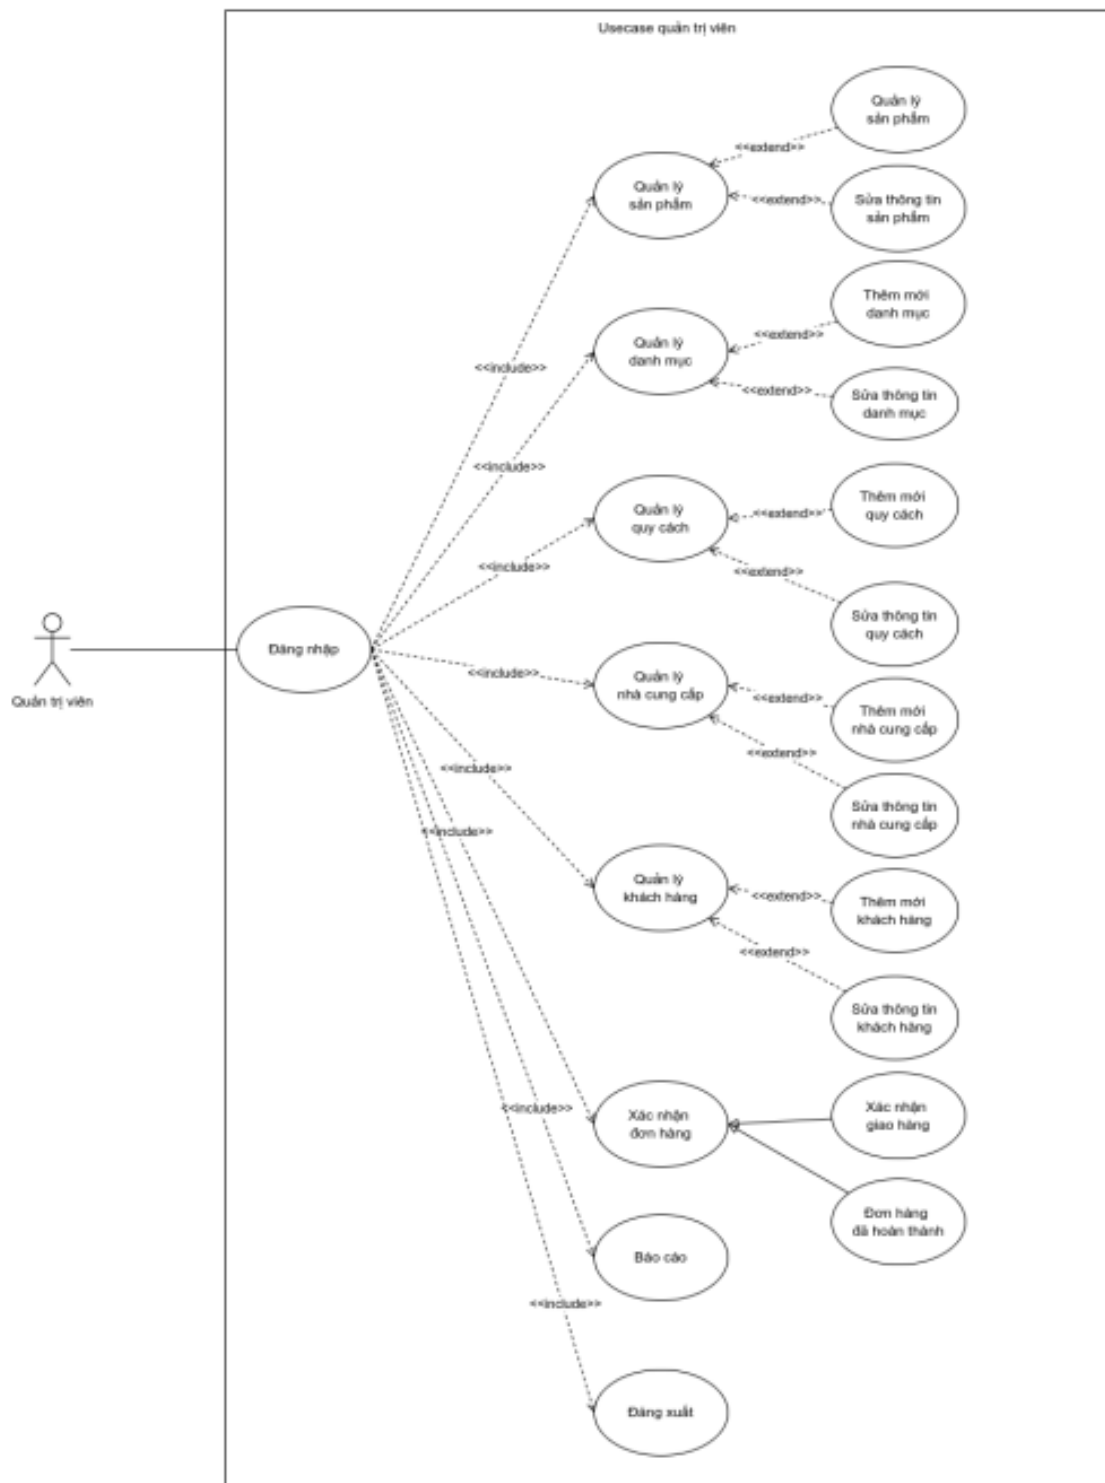 Usecase quản trị viên
Quản lý
sản phẩm
<<extend>>
Quản lý
sản phẩm
<<extend>>
Sửa thông tin
sản phẩm
Thêm mới
danh mục
<<extend>>
Quản lý
danh mục
<<include>>
<<extend>>
Sửa thông tin
danh mục
<<include>>
Thêm mới
quy cách
Quản lý
quy cách
<<extend>>
<<include>>
<<extend>>
Sửa thông tin
quy cách
Đăng nhập
Quản trị viên
<<include>>
Quản lý
nhà cung cấp
<<extend>>
Thêm mới
nhà cung cấp
<<extend>>
<<include>>
Sửa thông tin
nhà cung cấp
<<include>>
Quản lý
khách hàng
<<extend>>
Thêm mới
khách hàng
<<extend>>
Sửa thông tin
khách hàng
<<include>>
Xác nhận
đơn hàng
Xác nhận
giao hàng
Đơn hàng
đã hoàn thành
Báo cáo
<<include>>
Đăng xuất